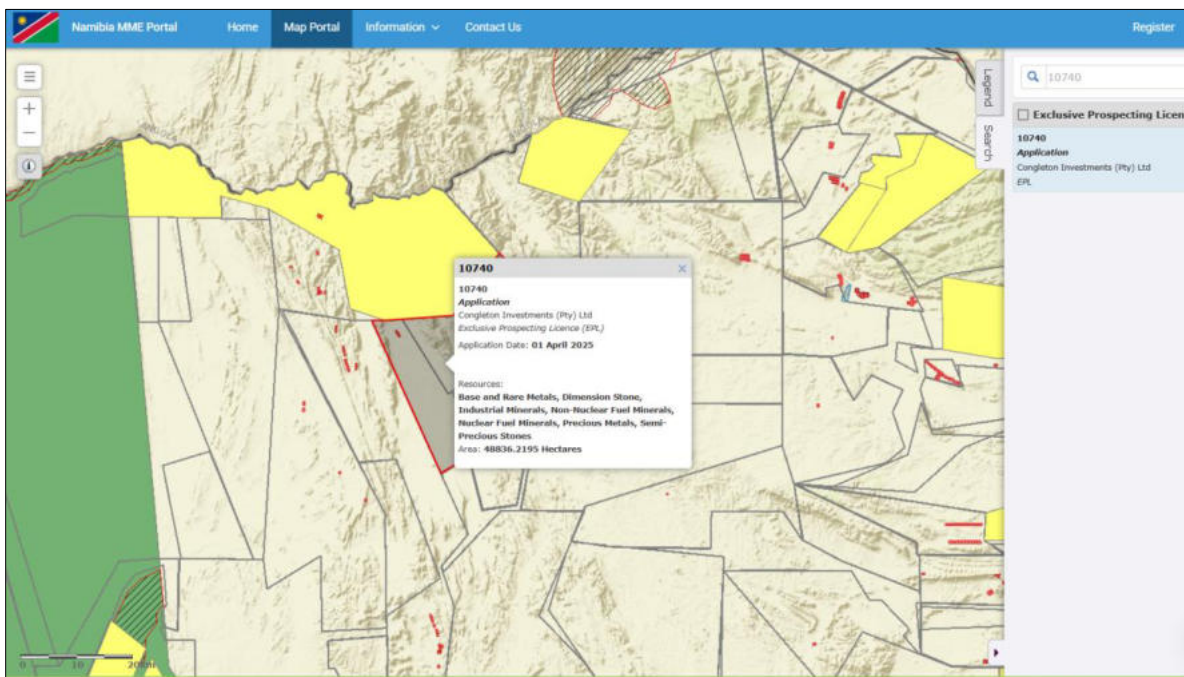 Namibia MME Portal
Home
Map Portal
Information
Contact Us
Register
Legend
Search
10740
Exclusive Prospecting Licen
10740
Application
Congleton Investments (Pty) Ltd
EPL
ANGOLA
10740
10740
Application
Congleton Investments (Pty) Ltd
Exclusive Prospecting Licence (EPL)
Application Date: 01 April 2025
Resources:
Base and Rare Metals, Dimension Stone,
Industrial Minerals, Non-Nuclear Fuel Minerals,
Nuclear Fuel Minerals, Precious Metals, Semi-
Precious Stones
Area: 48836.2195 Hectares
0 10 20km